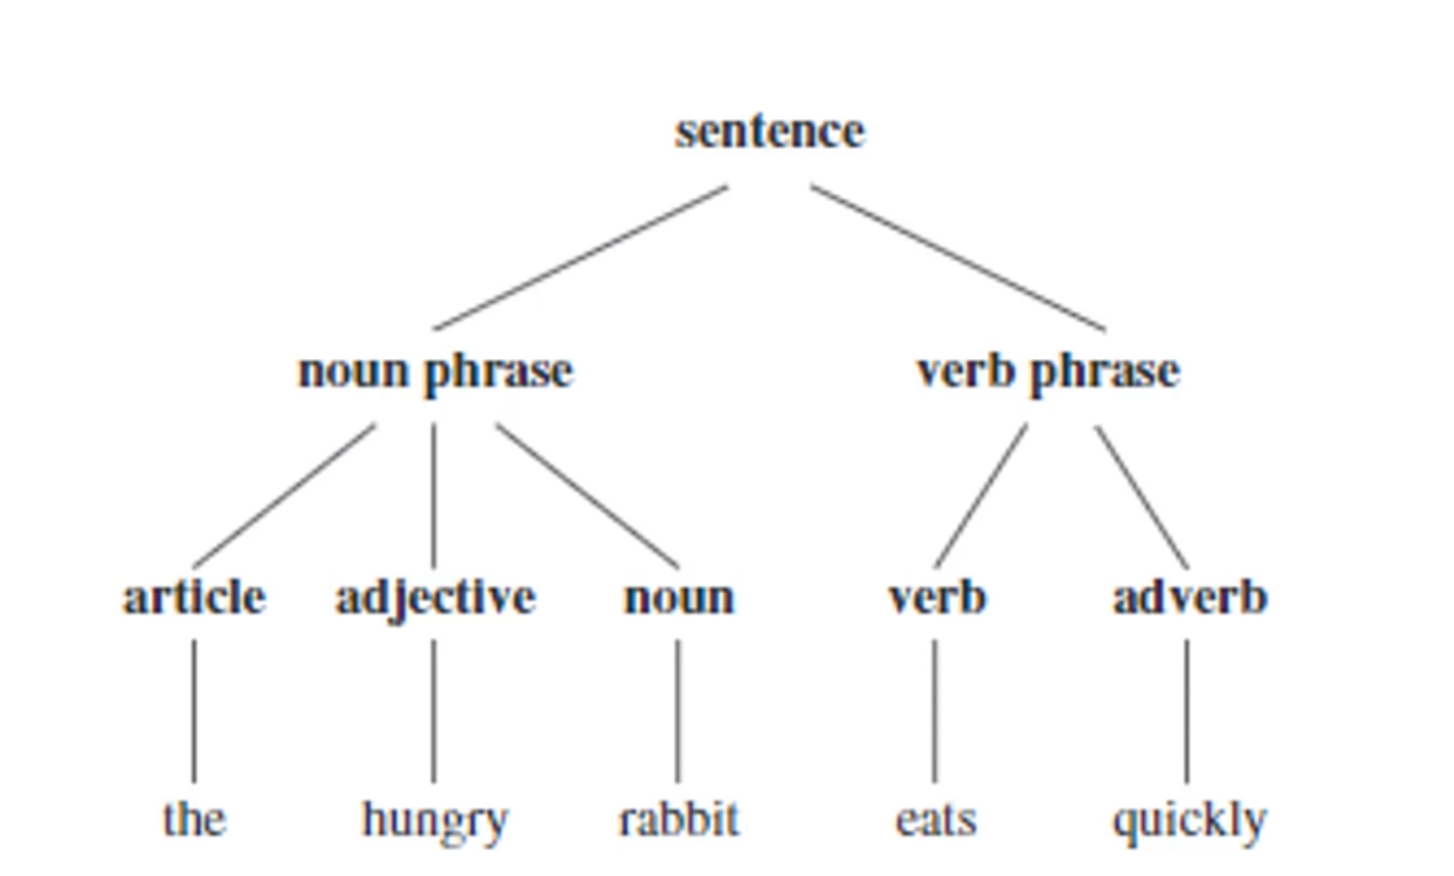 sentence
noun phrase verb phrase
article adjective noun verb adverb
the hungry rabbit eats quickly